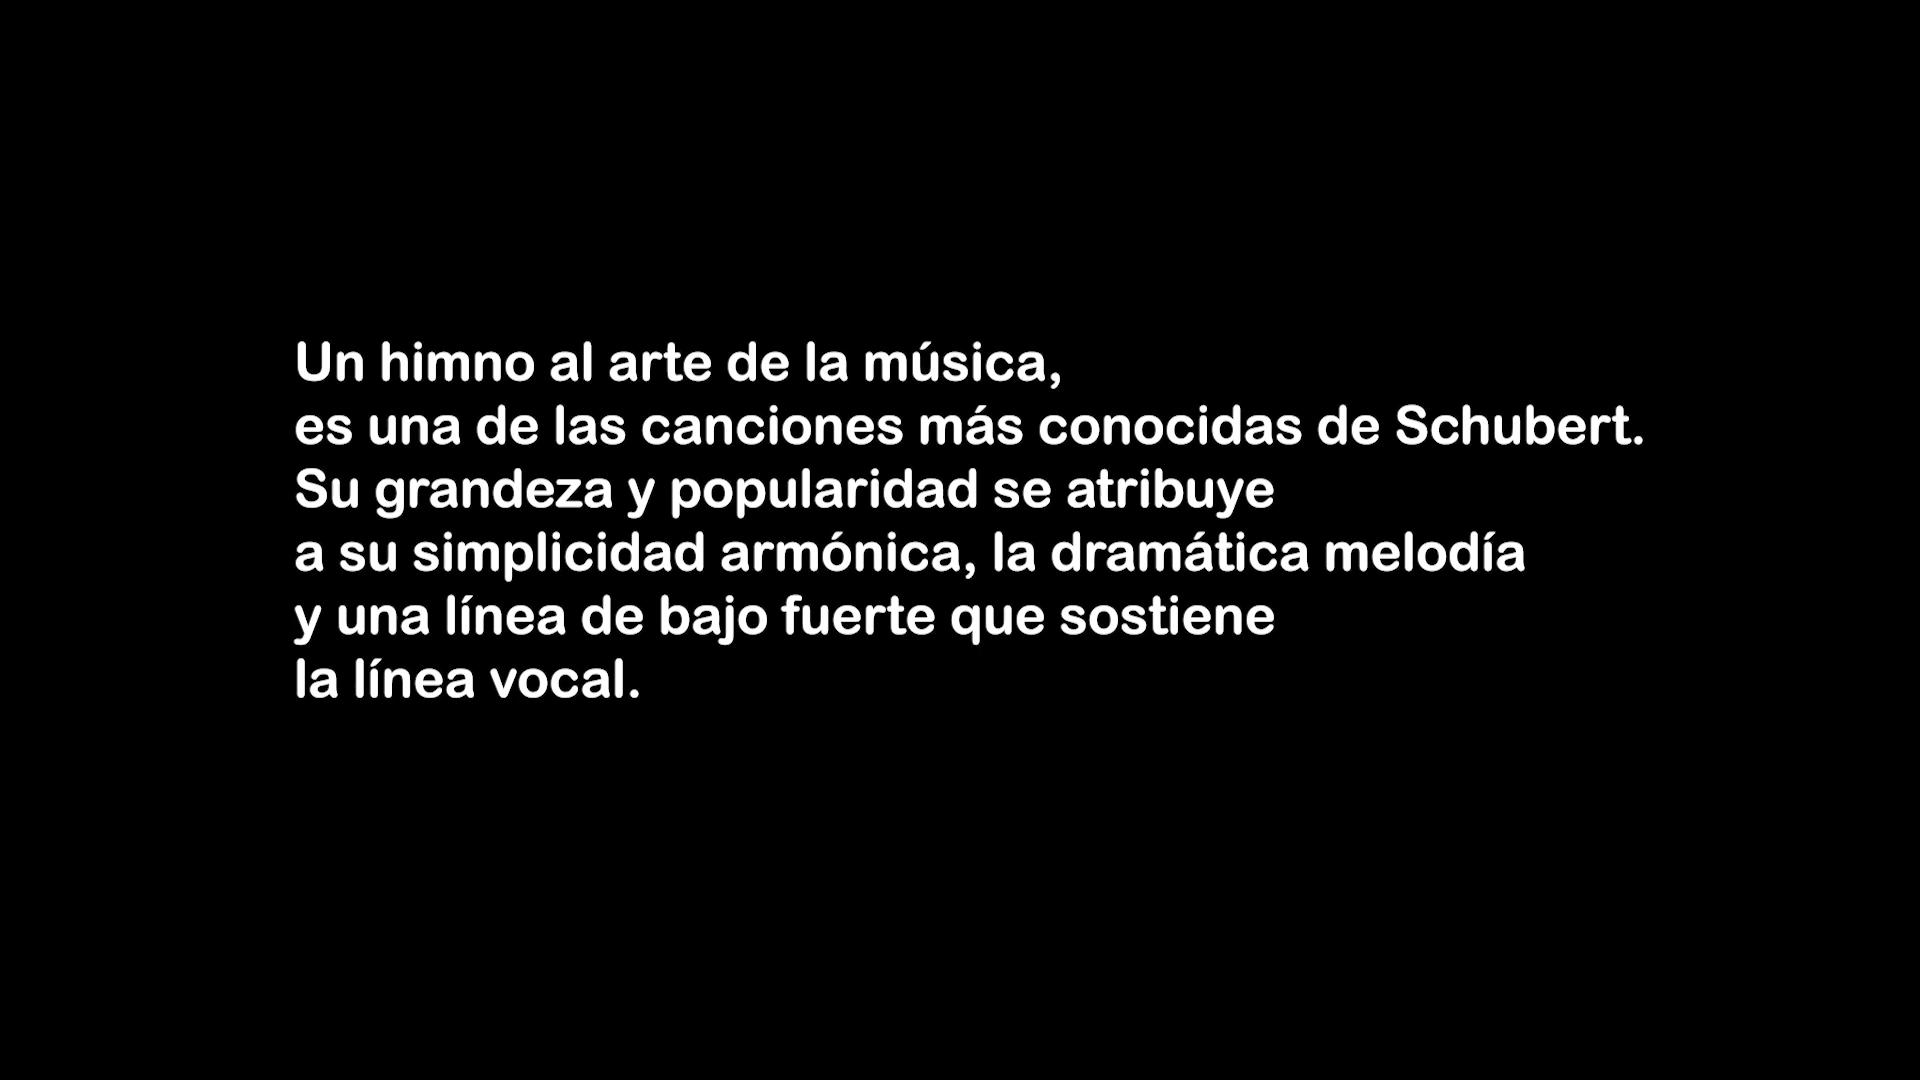 Un himno al arte de la música,
es una de las canciones más conocidas de Schubert.
Su grandeza y popularidad se atribuye
a su simplicidad armónica, la dramática melodía
y una línea de bajo fuerte que sostiene
la línea vocal.